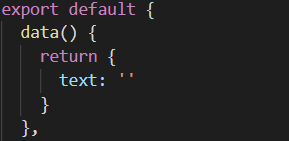 export default {
  data() {
    return {
      text: ''
    }
  },